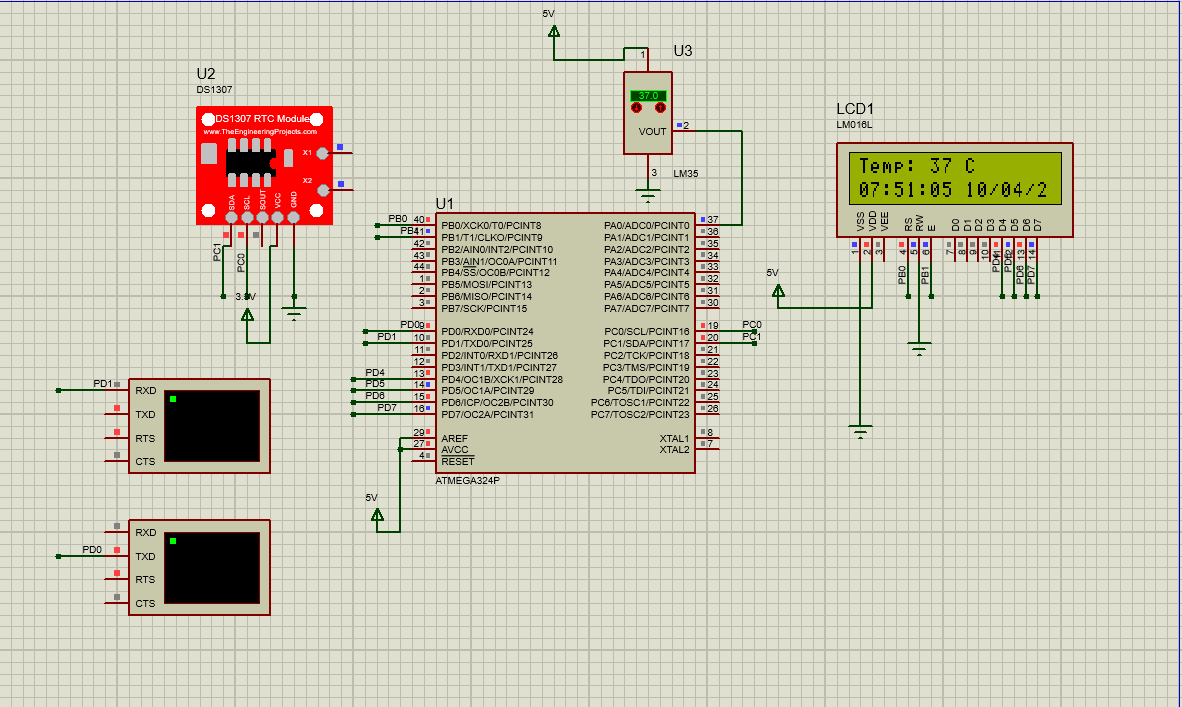 5V
U3
1
37.0
VOUT
2
3
LM35
U2
DS1307
DS1307 RTC Module
www.TheEngineeringProjects.com
X1
X2
SDA
SCL
SOUT
VCC
GND
PC1
PC0
LCD1
LM016L
Temp: 37 C
07:51:05 10/04/2
VSS
VDD
VEE
RS
RW
E
D0
D1
D2
D3
D4
D5
D6
D7
1
2
3
4
5
6
7
8
9
10
13
14
PB0
PB1
PD6
PD7
5V
U1
PB0 40 PB0/XCK0/T0/PCINT8
41 PB1/T1/CLKO/PCINT9
42 PB2/AIN0/INT2/PCINT10
43 PB3/AIN1/OC0A/PCINT11
44 PB4/SS/OC0B/PCINT12
1 PB5/MOSI/PCINT13
2 PB6/MISO/PCINT14
3 PB7/SCK/PCINT15
PD0 9 PD0/RXD0/PCINT24
PD1 10 PD1/TXD0/PCINT25
11 PD2/INT0/RXD1/PCINT26
12 PD3/INT1/TXD1/PCINT27
PD4 13 PD4/OC1B/XCK1/PCINT28
PD5 14 PD5/OC1A/PCINT29
PD6 15 PD6/ICP/OC2B/PCINT30
PD7 16 PD7/OC2A/PCINT31
29 AREF
27 AVCC
4 RESET
PA0/ADC0/PCINT0 37
PA1/ADC1/PCINT1 36
PA2/ADC2/PCINT2 35
PA3/ADC3/PCINT3 34
PA4/ADC4/PCINT4 33
PA5/ADC5/PCINT5 32
PA6/ADC6/PCINT6 31
PA7/ADC7/PCINT7 30
PC0/SCL/PCINT16 19 PC0
PC1/SDA/PCINT17 20 PC1
PC2/TCK/PCINT18 21
PC3/TMS/PCINT19 22
PC4/TDO/PCINT20 23
PC5/TDI/PCINT21 24
PC6/TOSC1/PCINT22 25
PC7/TOSC2/PCINT23 26
XTAL1 8
XTAL2 7
ATMEGA324P
5V
PD1 RXD
TXD
RTS
CTS
RXD
PD0 TXD
RTS
CTS